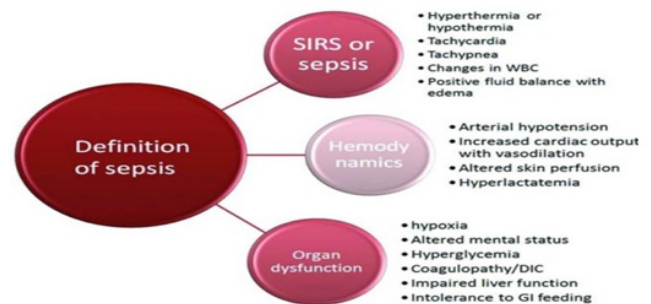 Definition
of sepsis
SIRS or
sepsis
• Hyperthermia or
hypothermia
• Tachycardia
• Tachypnea
• Changes in WBC
• Positive fluid balance with
edema
Hemody
namics
• Arterial hypotension
• Increased cardiac output
with vasodilation
• Altered skin perfusion
• Hyperlactatemia
Organ
dysfunction
• hypoxia
• Altered mental status
• Hyperglycemia
• Coagulopathy/DIC
• Impaired liver function
• Intolerance to GI feeding